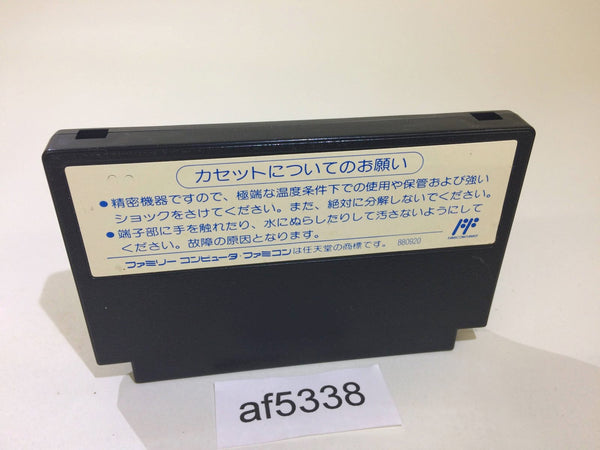 カセットについてのお願い
●精密機器ですので、極端な温度条件下での使用や保管および強い
ショックをさけてください。また、絶対に分解しないでください。
●端子部に手を触れたり、水にぬらしたりして汚さないようにして
ください。故障の原因となります。
ファミリーコンピュータ・ファミコンは任天堂の商標です。 880920
af5338